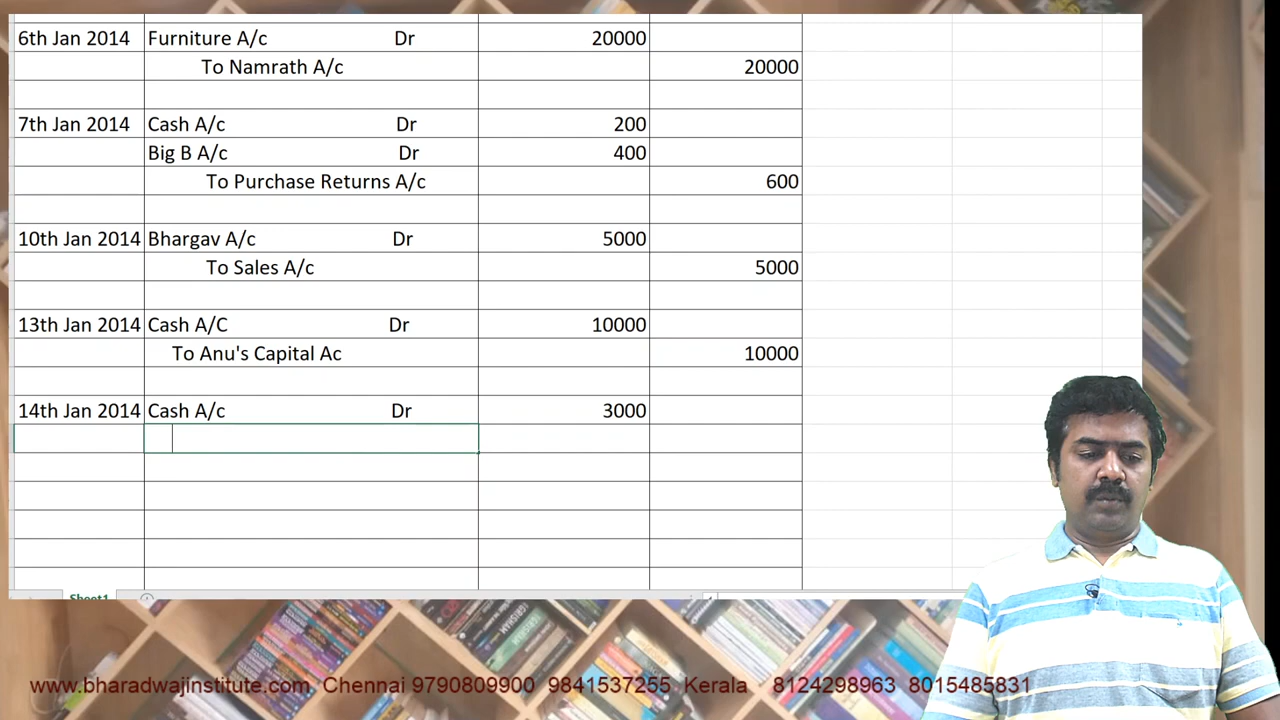 6th Jan 2014 Furniture A/c Dr 20000
To Namrath A/c 20000
7th Jan 2014 Cash A/c Dr 200
Big B A/c Dr 400
To Purchase Returns A/c 600
10th Jan 2014 Bhargav A/c Dr 5000
To Sales A/c 5000
13th Jan 2014 Cash A/C Dr 10000
To Anu's Capital Ac 10000
14th Jan 2014 Cash A/c Dr 3000
Sheet1
www.bharadwajinstitute.com Chennai 9790809900 9841537255 Kerala 8124298963 8015485831